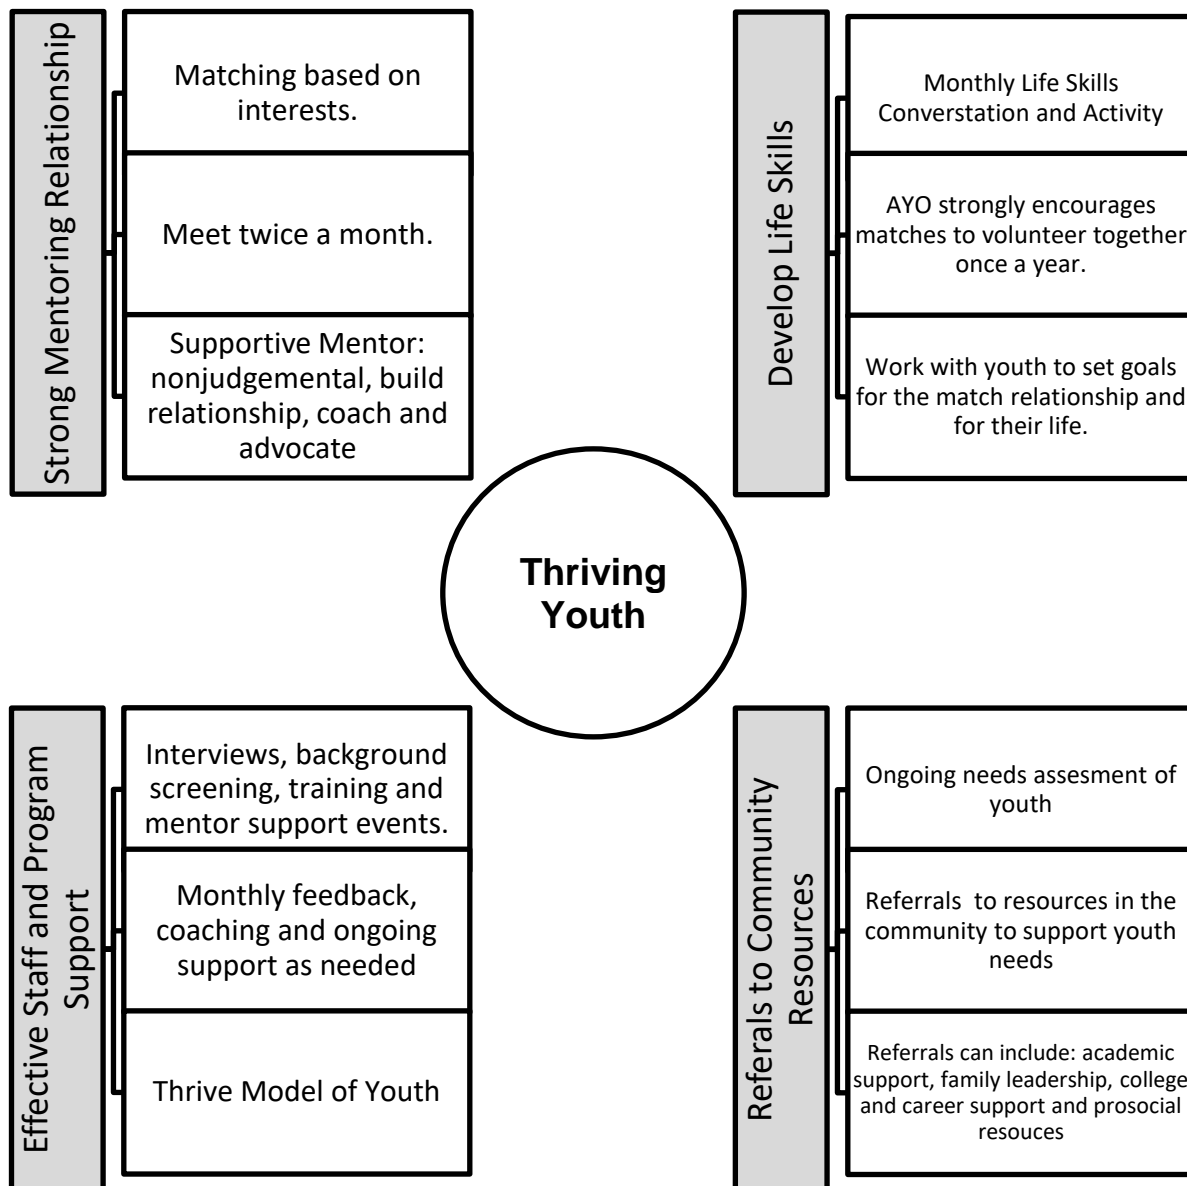 Strong Mentoring Relationship
Matching based on
interests.
Meet twice a month.
Supportive Mentor:
nonjudgemental, build
relationship, coach and
advocate
Develop Life Skills
Monthly Life Skills
Converstation and Activity
AYO strongly encourages
matches to volunteer together
once a year.
Work with youth to set goals
for the match relationship and
for their life.
Thriving
Youth
Effective Staff and Program
Support
Interviews, background
screening, training and
mentor support events.
Monthly feedback,
coaching and ongoing
support as needed
Thrive Model of Youth
Referrals to Community
Resources
Ongoing needs assesment of
youth
Referrals  to resources in the
community to support youth
needs
Referrals can include: academic
support, family leadership, college
and career support and prosocial
resouces